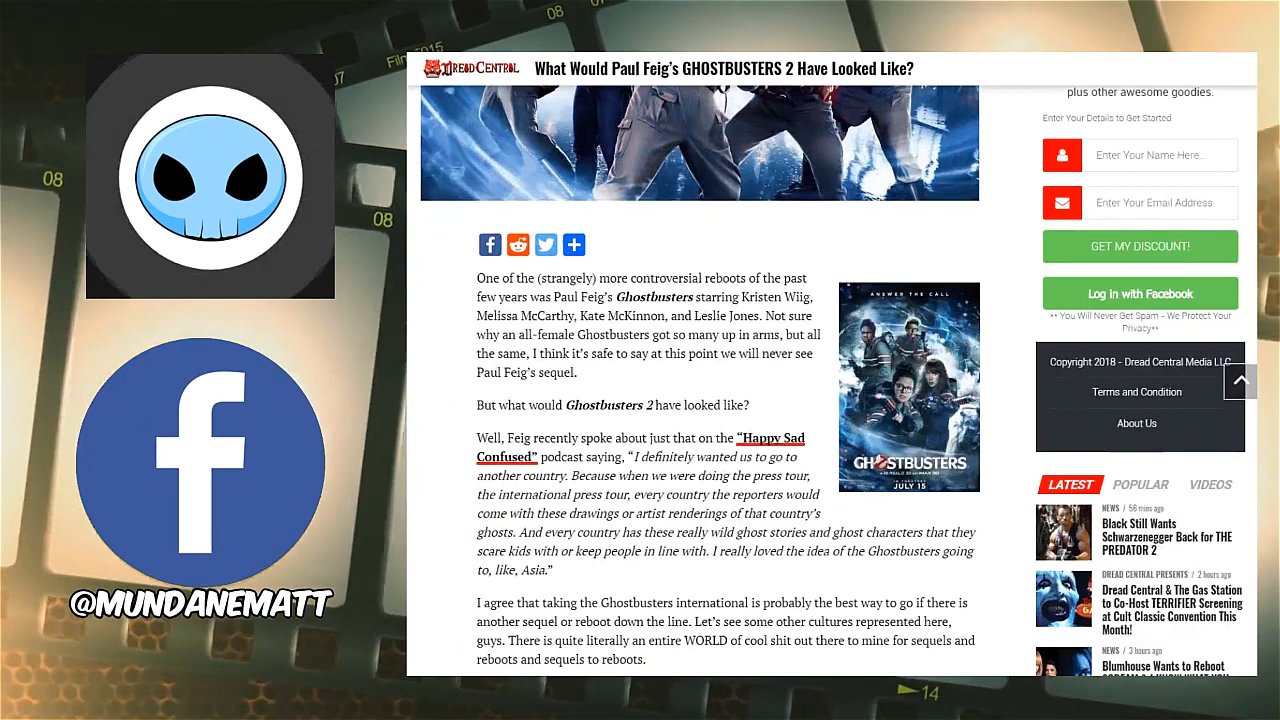 Film 2015
07
08
08
08
14
@MUNDANEMATT
DREAD CENTRAL
What Would Paul Feig's GHOSTBUSTERS 2 Have Looked Like?
One of the (strangely) more controversial reboots of the past
few years was Paul Feig's Ghostbusters starring Kristen Wiig,
Melissa McCarthy, Kate McKinnon, and Leslie Jones. Not sure
why an all-female Ghostbusters got so many up in arms, but all
the same, I think it's safe to say at this point we will never see
Paul Feig's sequel.
But what would Ghostbusters 2 have looked like?
Well, Feig recently spoke about just that on the "Happy Sad
Confused" podcast saying, "I definitely wanted us to go to
another country. Because when we were doing the press tour,
the international press tour, every country the reporters would
come with these drawings or artist renderings of that country's
ghosts. And every country has these really wild ghost stories and ghost characters that they
scare kids with or keep people in line with. I really loved the idea of the Ghostbusters going
to, like, Asia."
I agree that taking the Ghostbusters international is probably the best way to go if there is
another sequel or reboot down the line. Let's see some other cultures represented here,
guys. There is quite literally an entire WORLD of cool shit out there to mine for sequels and
reboots and sequels to reboots.
ANSWER THE CALL
GHOSTBUSTERS
JULY 15
plus other awesome goodies.
Enter Your Details to Get Started
Enter Your Name Here...
Enter Your Email Address
GET MY DISCOUNT!
Log in with Facebook
** You Will Never Get Spam - We Protect Your
Privacy**
Copyright 2018 - Dread Central Media LLC
Terms and Condition
About Us
LATEST POPULAR VIDEOS
NEWS / 56 mins ago
Black Still Wants
Schwarzenegger Back for THE
PREDATOR 2
DREAD CENTRAL PRESENTS / 2 hours ago
Dread Central & The Gas Station
to Co-Host TERRIFIER Screening
at Cult Classic Convention This
Month!
NEWS / 3 hours ago
Blumhouse Wants to Reboot